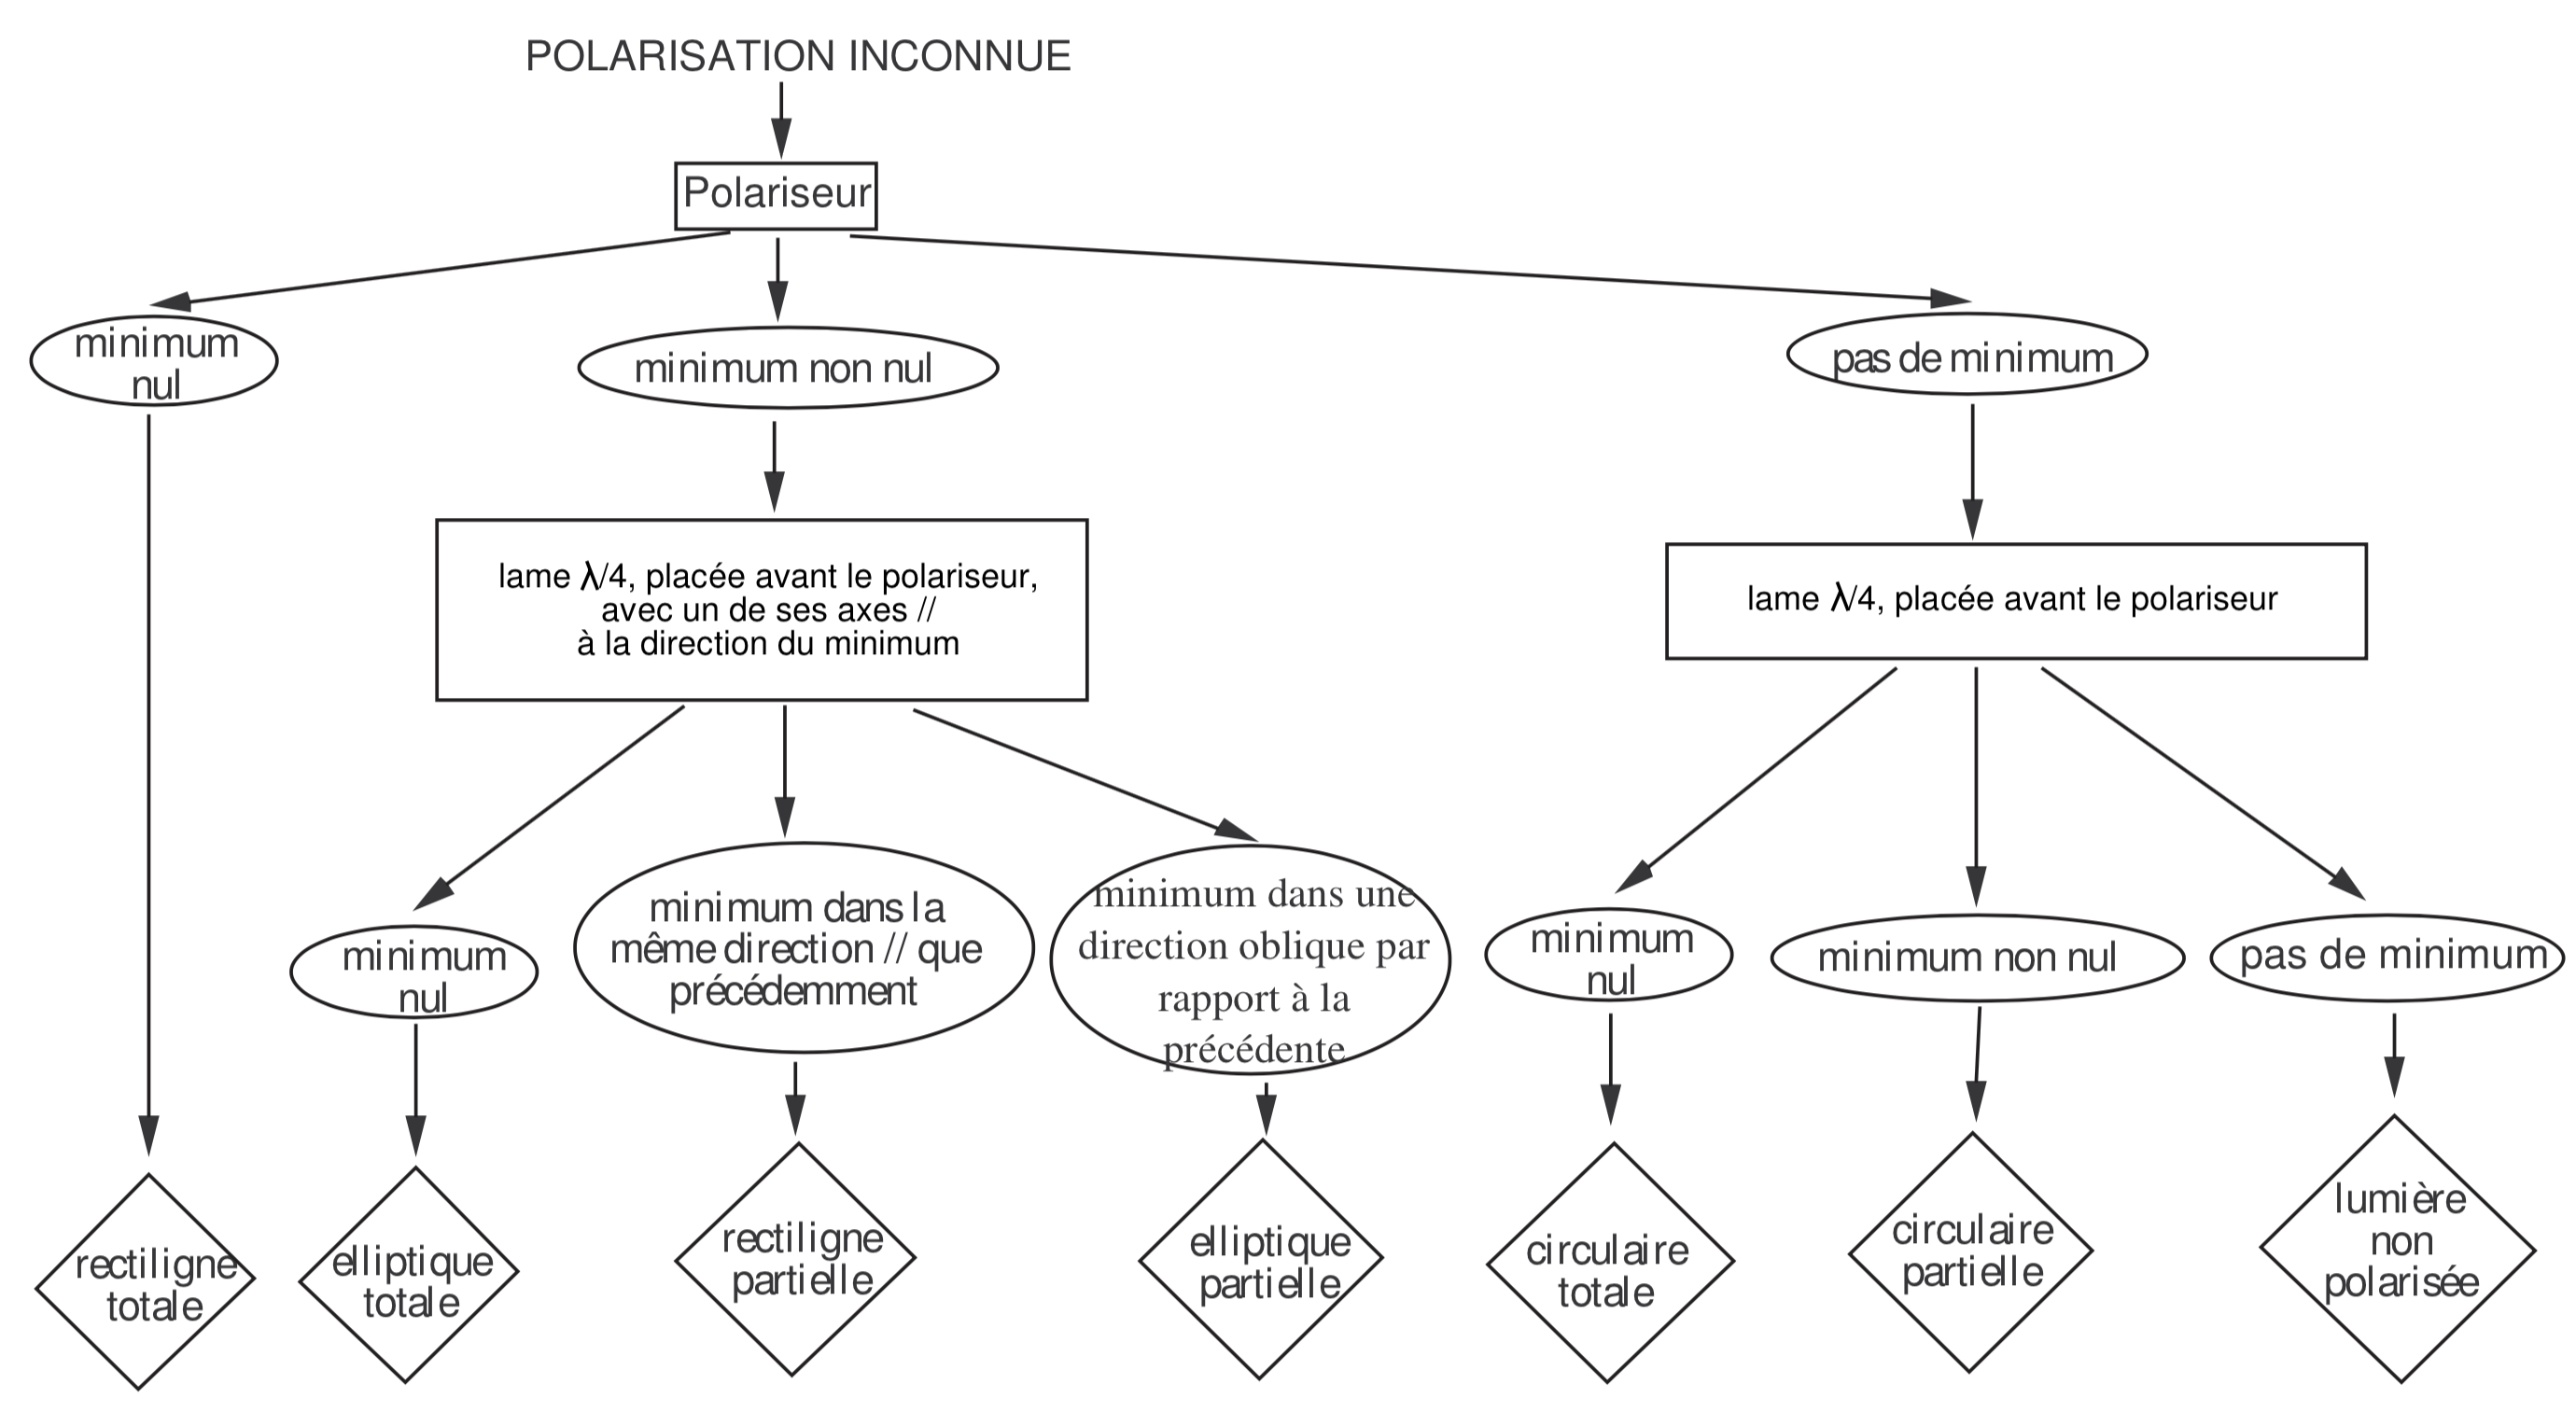 POLARISATION INCONNUE
Polariseur
minimum
nul
minimum non nul
pas de minimum
lame λ/4, placée avant le polariseur,
avec un de ses axes //
à la direction du minimum
lame λ/4, placée avant le polariseur
minimum
nul
minimum dans la
même direction // que
précédemment
minimum dans une
direction oblique par
rapport à la
précédente
minimum
nul
minimum non nul
pas de minimum
rectiligne
totale
elliptique
totale
rectiligne
partielle
elliptique
partielle
circulaire
totale
circulaire
partielle
lumière
non
polarisée